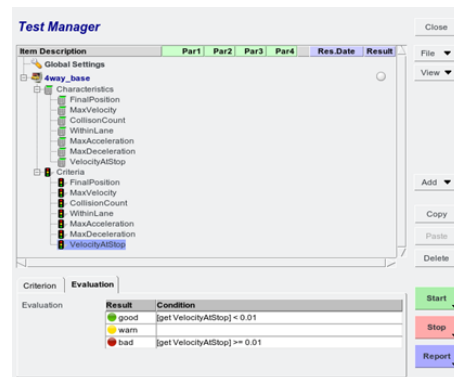 Test Manager
Close
Item Description Par1 Par2 Par3 Par4 Res.Date Result
File
Global Settings
View
4way_base
Characteristics
FinalPosition
MaxVelocity
CollisonCount
WithinLane
MaxAcceleration
MaxDeceleration
VelocityAtStop
Criteria
FinalPosition
Add
MaxVelocity
CollisionCount
WithinLane
Copy
MaxAcceleration
Paste
MaxDeceleration
VelocityAtStop
Delete
Criterion Evaluation
Start
Evaluation Result Condition
good [get VelocityAtStop] < 0.01
warn
Stop
bad [get VelocityAtStop] >= 0.01
Report